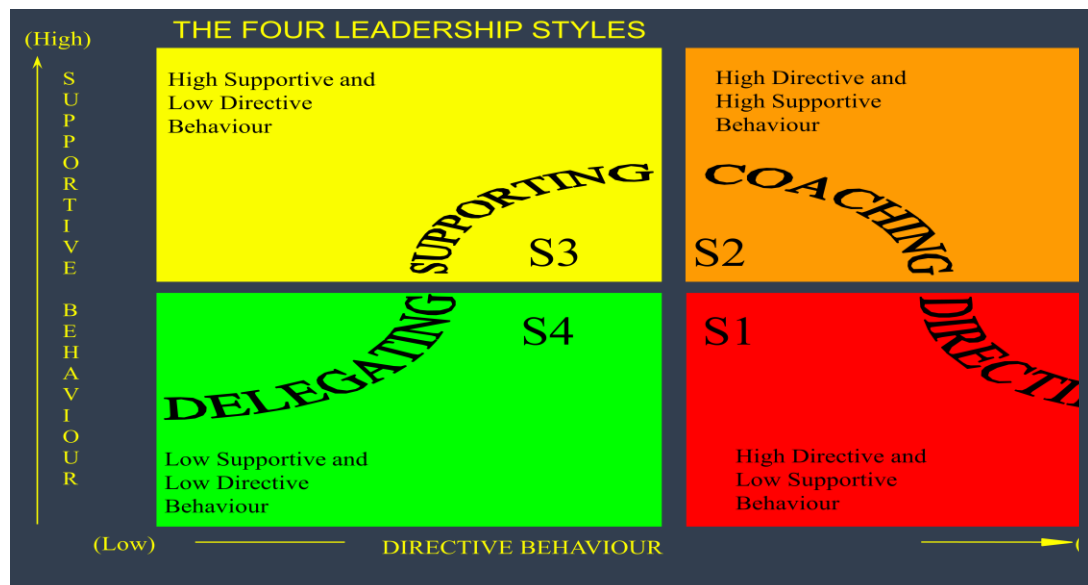 THE FOUR LEADERSHIP STYLES
(High)
SUPPORTIVE BEHAVIOUR
High Supportive and
Low Directive
Behaviour
SUPPORTING
S3
High Directive and
High Supportive
Behaviour
COACHING
S2
S4
DELEGATING
Low Supportive and
Low Directive
Behaviour
S1
High Directive and
Low Supportive
Behaviour
(Low)
DIRECTIVE BEHAVIOUR